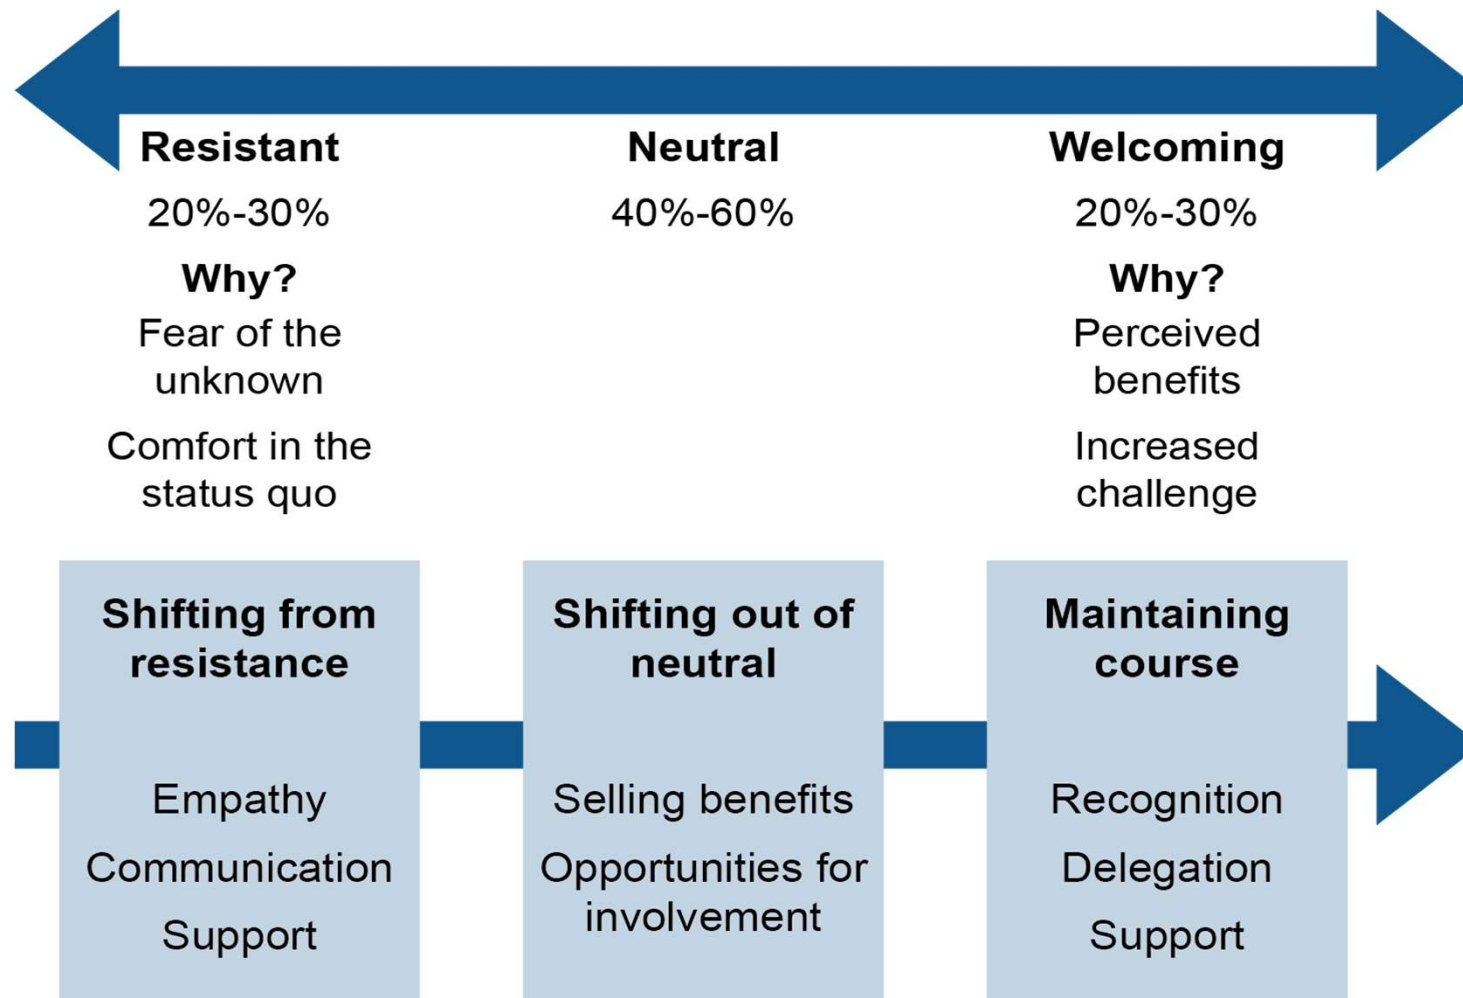 Resistant
Neutral
Welcoming
20%-30%
40%-60%
20%-30%
Why?
Why?
Fear of the
unknown
Perceived
benefits
Comfort in the
status quo
Increased
challenge
Shifting from
resistance
Shifting out of
neutral
Maintaining
course
Empathy
Communication
Support
Selling benefits
Opportunities for
involvement
Recognition
Delegation
Support